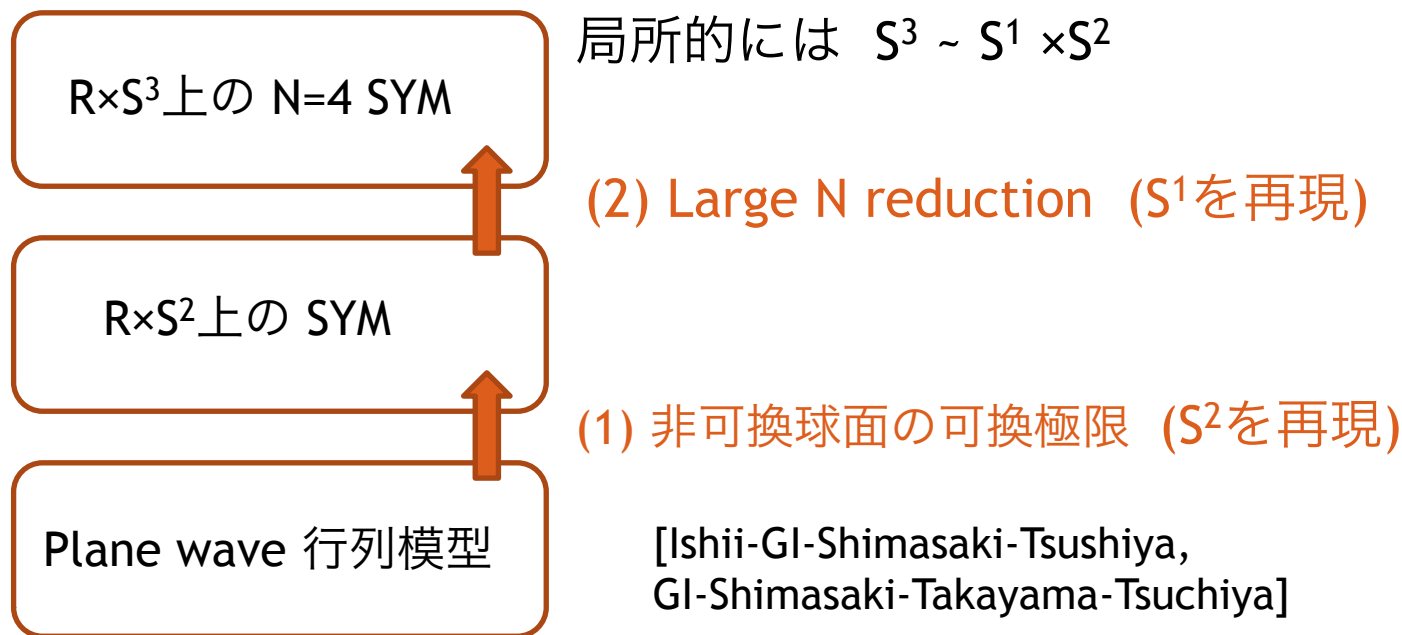 局所的には S³ ~ S¹ ×S²
R×S³上の N=4 SYM
(2) Large N reduction (S¹を再現)
R×S²上の SYM
(1) 非可換球面の可換極限 (S²を再現)
Plane wave 行列模型
[Ishii-GI-Shimasaki-Tsushiya,
GI-Shimasaki-Takayama-Tsuchiya]